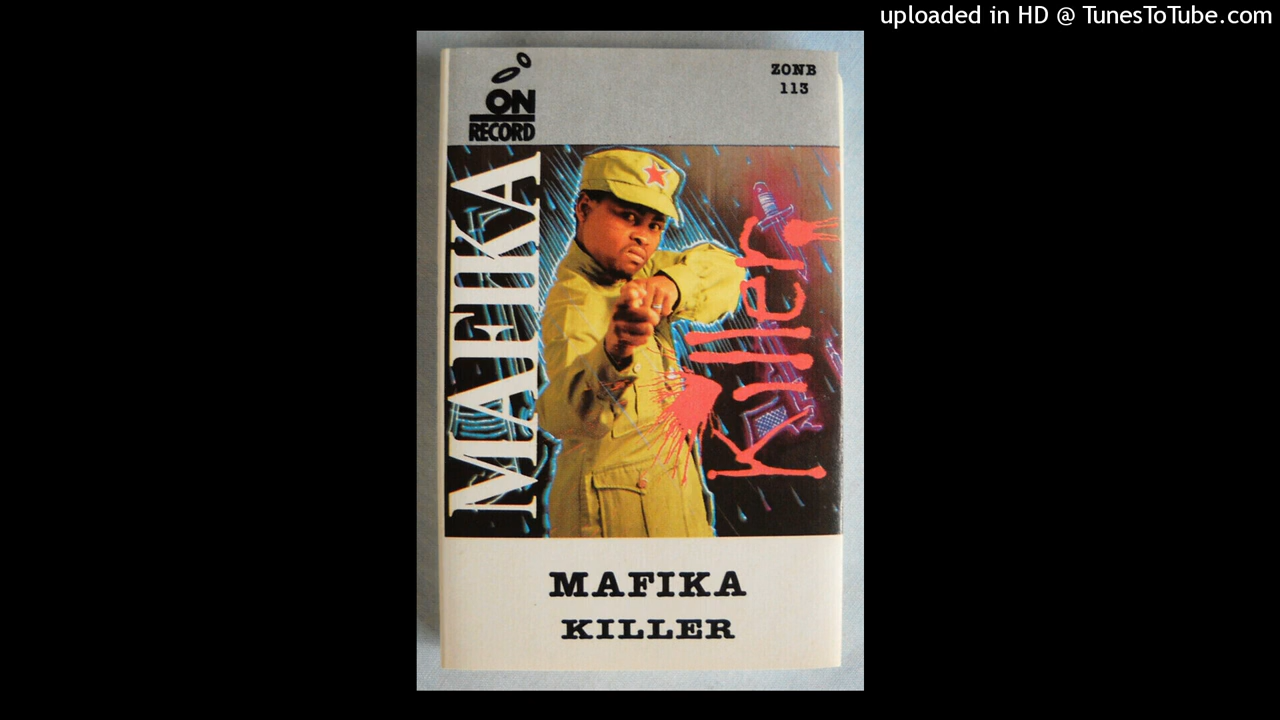 uploaded in HD @ TunesToTube.com
ON
RECORD
ZONB
113
MAFIKA
Killer
MAFIKA
KILLER